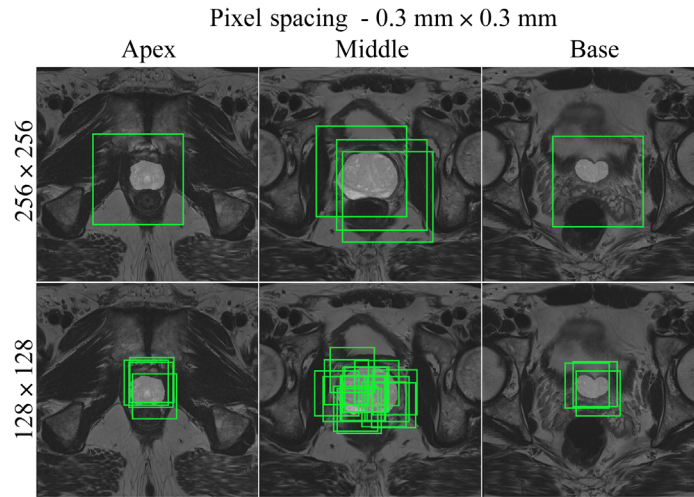 Pixel spacing - 0.3 mm × 0.3 mm
Apex
Middle
Base
256 × 256
128 × 128